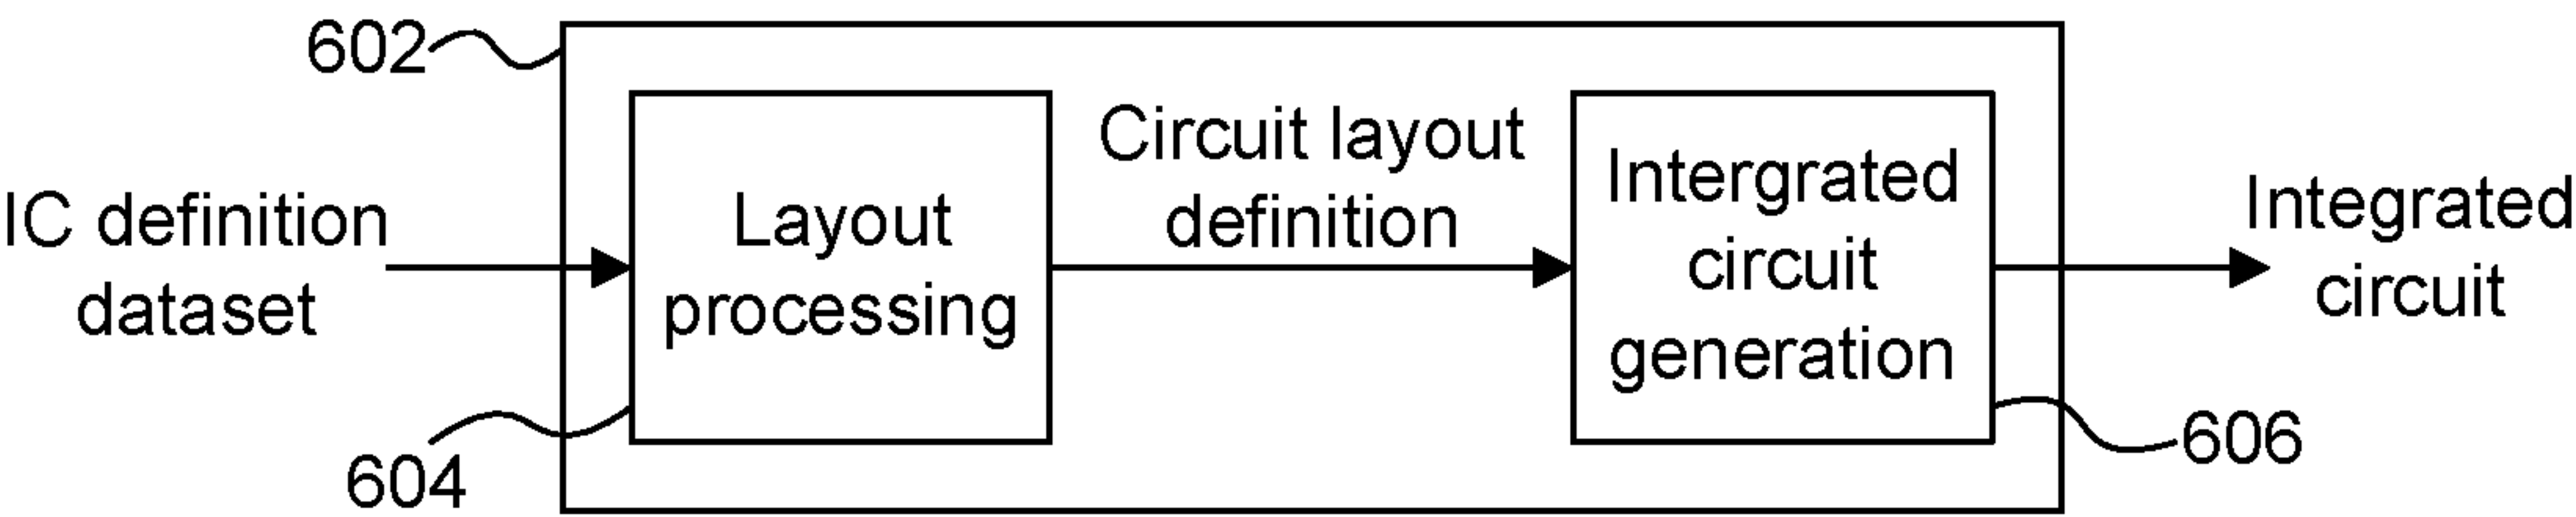 602
IC definition
dataset
604
Layout
processing
Circuit layout
definition
Intergrated
circuit
generation
606
Integrated
circuit